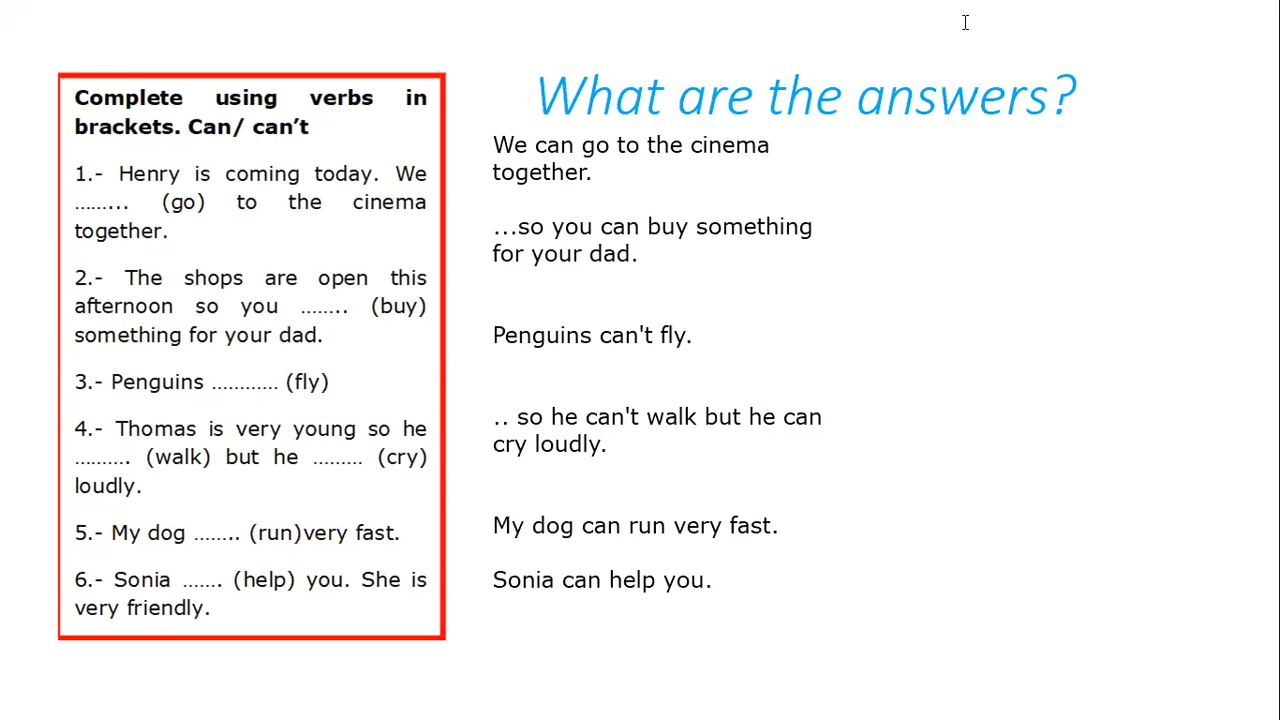 Complete using verbs in
brackets. Can/ can’t
1.- Henry is coming today. We
……... (go) to the cinema
together.
2.- The shops are open this
afternoon so you …….. (buy)
something for your dad.
3.- Penguins ………… (fly)
4.- Thomas is very young so he
………. (walk) but he ……… (cry)
loudly.
5.- My dog …….. (run)very fast.
6.- Sonia ……. (help) you. She is
very friendly.
What are the answers?
We can go to the cinema
together.
...so you can buy something
for your dad.
Penguins can't fly.
.. so he can't walk but he can
cry loudly.
My dog can run very fast.
Sonia can help you.